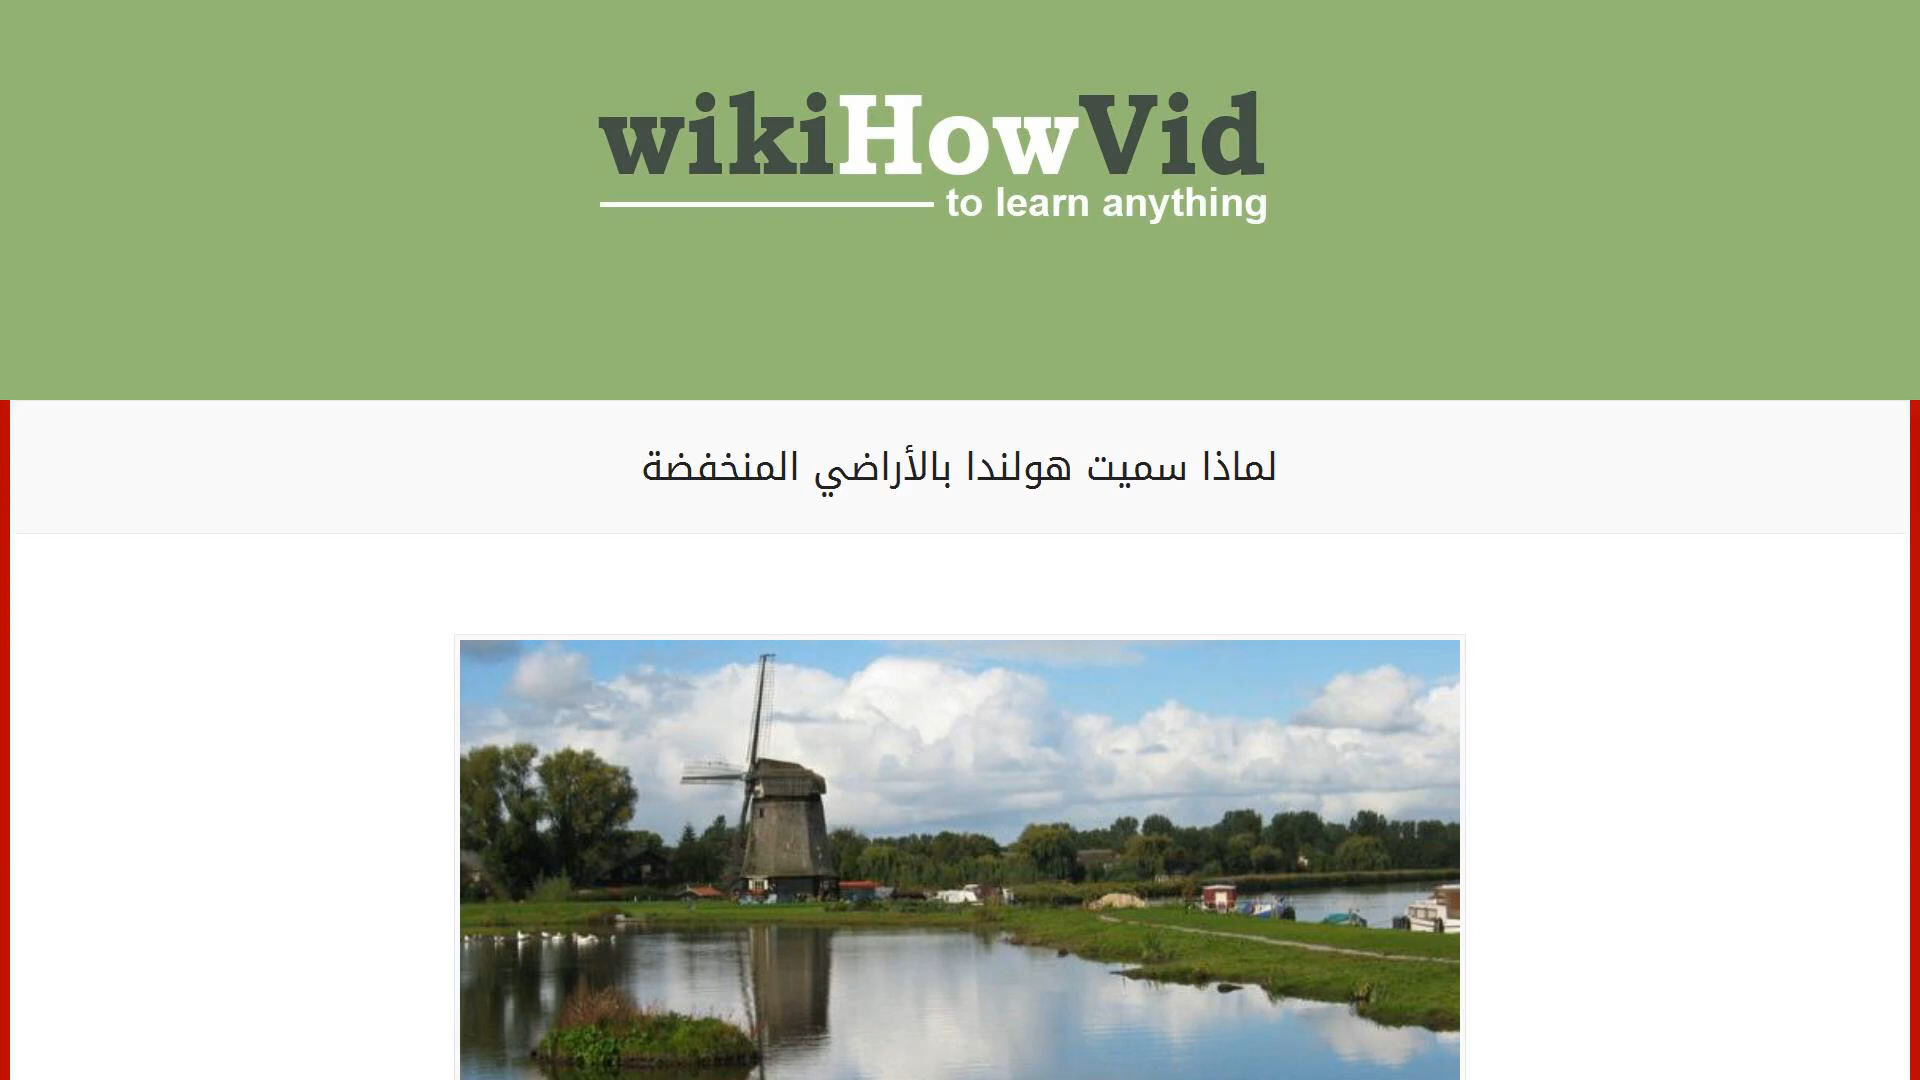 wikiHowVid
to learn anything
لماذا سميت هولندا بالأراضي المنخفضة